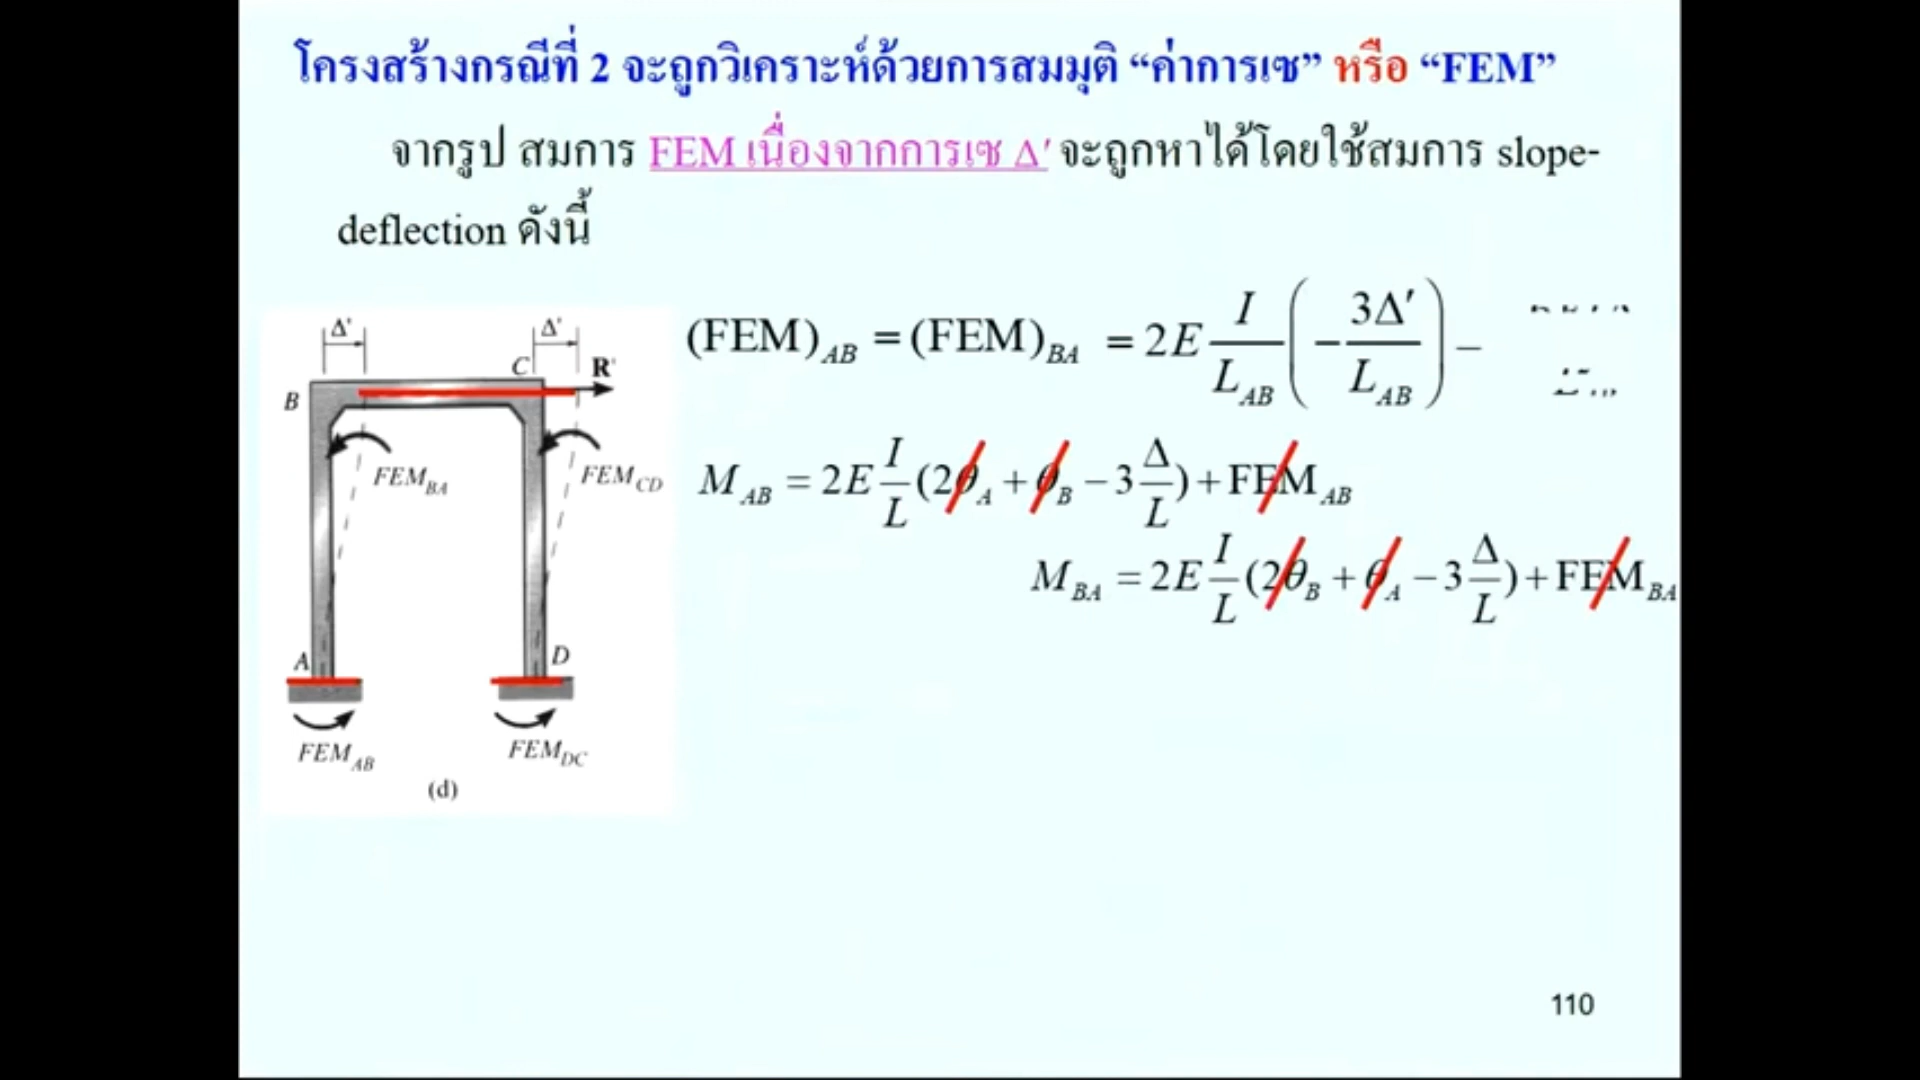 โครงสร้างกรณีที่ 2 จะถูกวิเคราะห์ด้วยการสมมุติ “ค่าการเซ” หรือ “FEM”
จากรูป สมการ FEM เนื่องจากการเซ Δ′ จะถูกหาได้โดยใช้สมการ slope-
deflection ดังนี้
(FEM)_AB = (FEM)_BA = 2E I/L_AB (− 3Δ′/L_AB) −
M_AB = 2E I/L (2θ_A + θ_B − 3 Δ/L) + FEM_AB
M_BA = 2E I/L (2θ_B + θ_A − 3 Δ/L) + FEM_BA
Δ' Δ'
C R'
B
FEM_BA FEM_CD
A D
FEM_AB FEM_DC
(d)
110